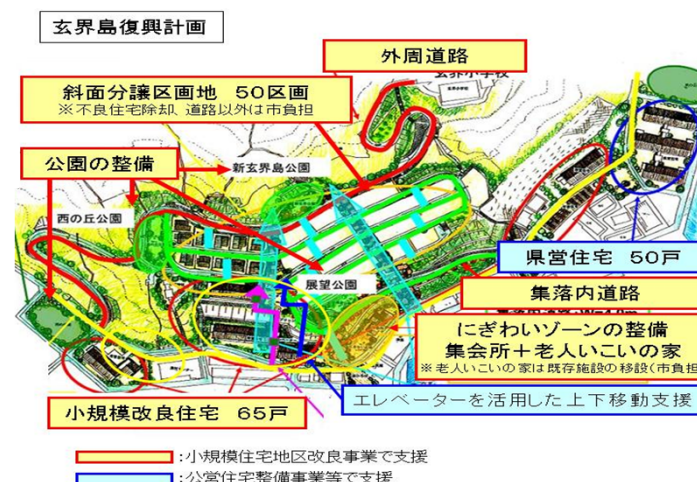 玄界島復興計画
外周道路
玄界小学校
斜面分譲区画地 50区画
※不良住宅除却、道路以外は市負担
公園の整備
新玄界島公園
西の丘公園
県営住宅 50戸
展望公園
集落内道路
にぎわいゾーンの整備
集会所+老人いこいの家
※老人いこいの家は既存施設の移設(市負担
エレベーターを活用した上下移動支援
小規模改良住宅 65戸
:小規模住宅地区改良事業で支援
:公営住宅整備事業等で支援